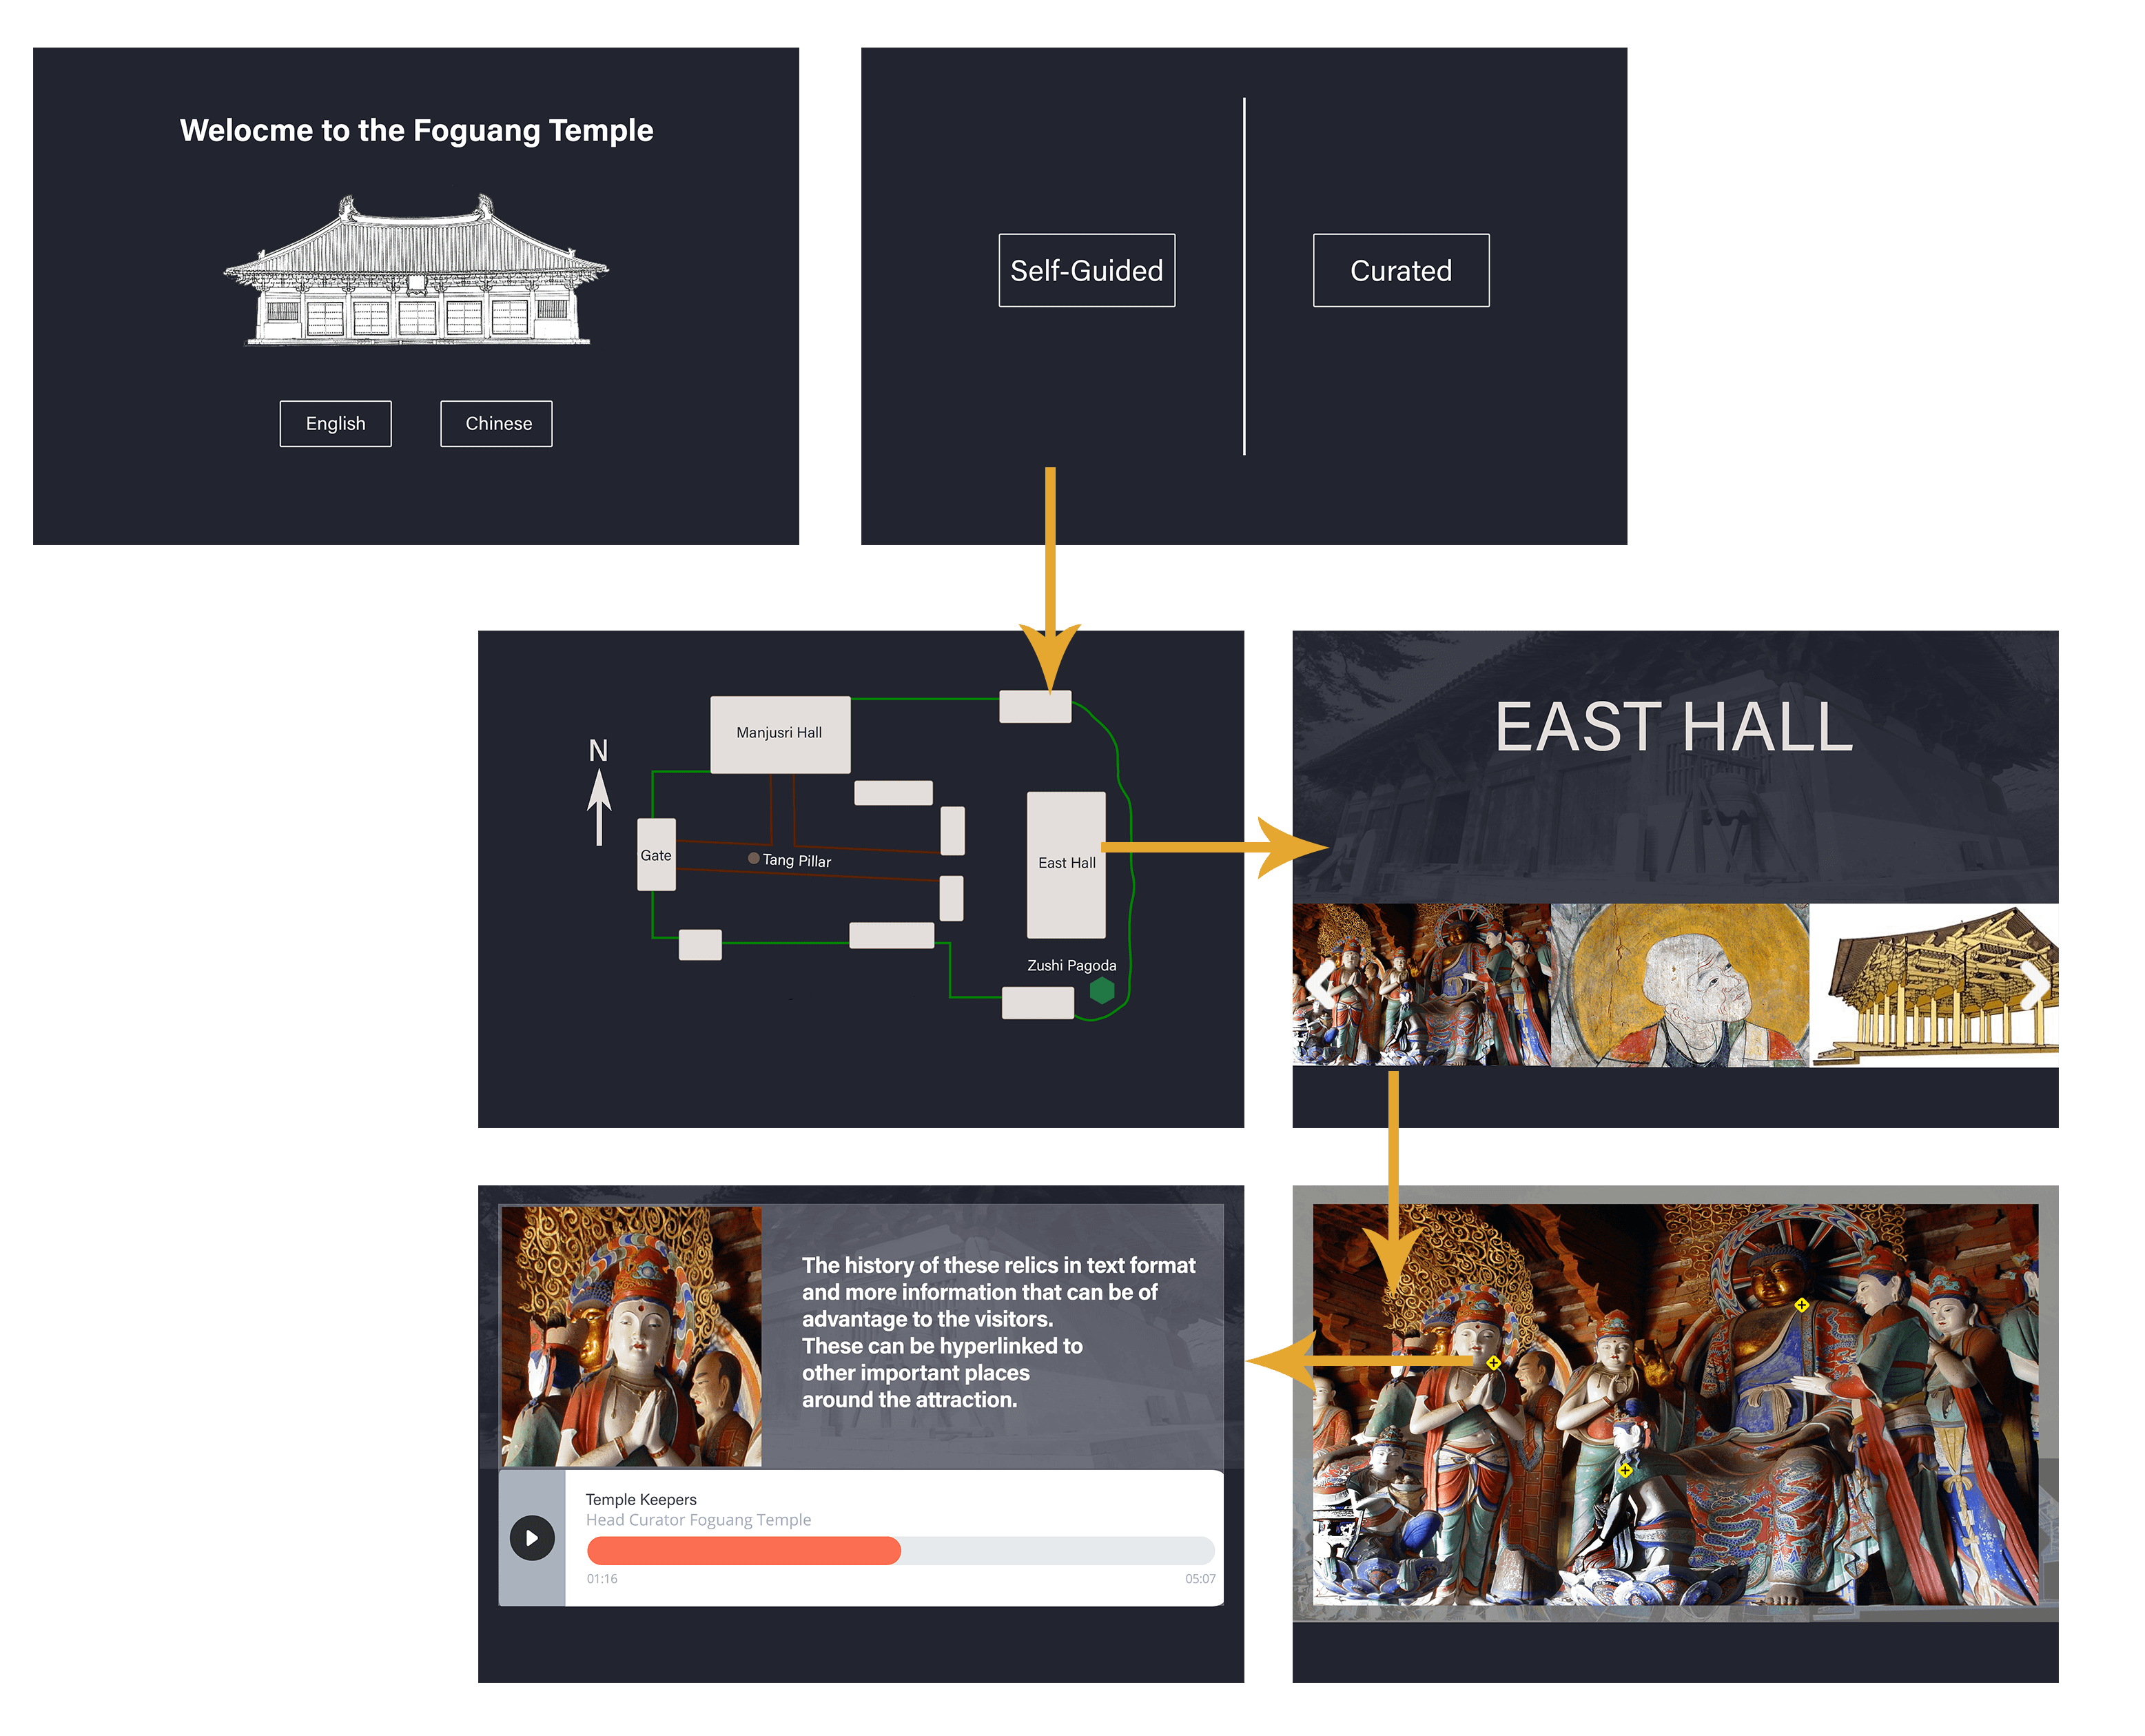 Welocme to the Foguang Temple
English
Chinese
Self-Guided
Curated
N
Manjusri Hall
Gate
Tang Pillar
East Hall
Zushi Pagoda
EAST HALL
The history of these relics in text format
and more information that can be of
advantage to the visitors.
These can be hyperlinked to
other important places
around the attraction.
Temple Keepers
Head Curator Foguang Temple
01:16
05:07